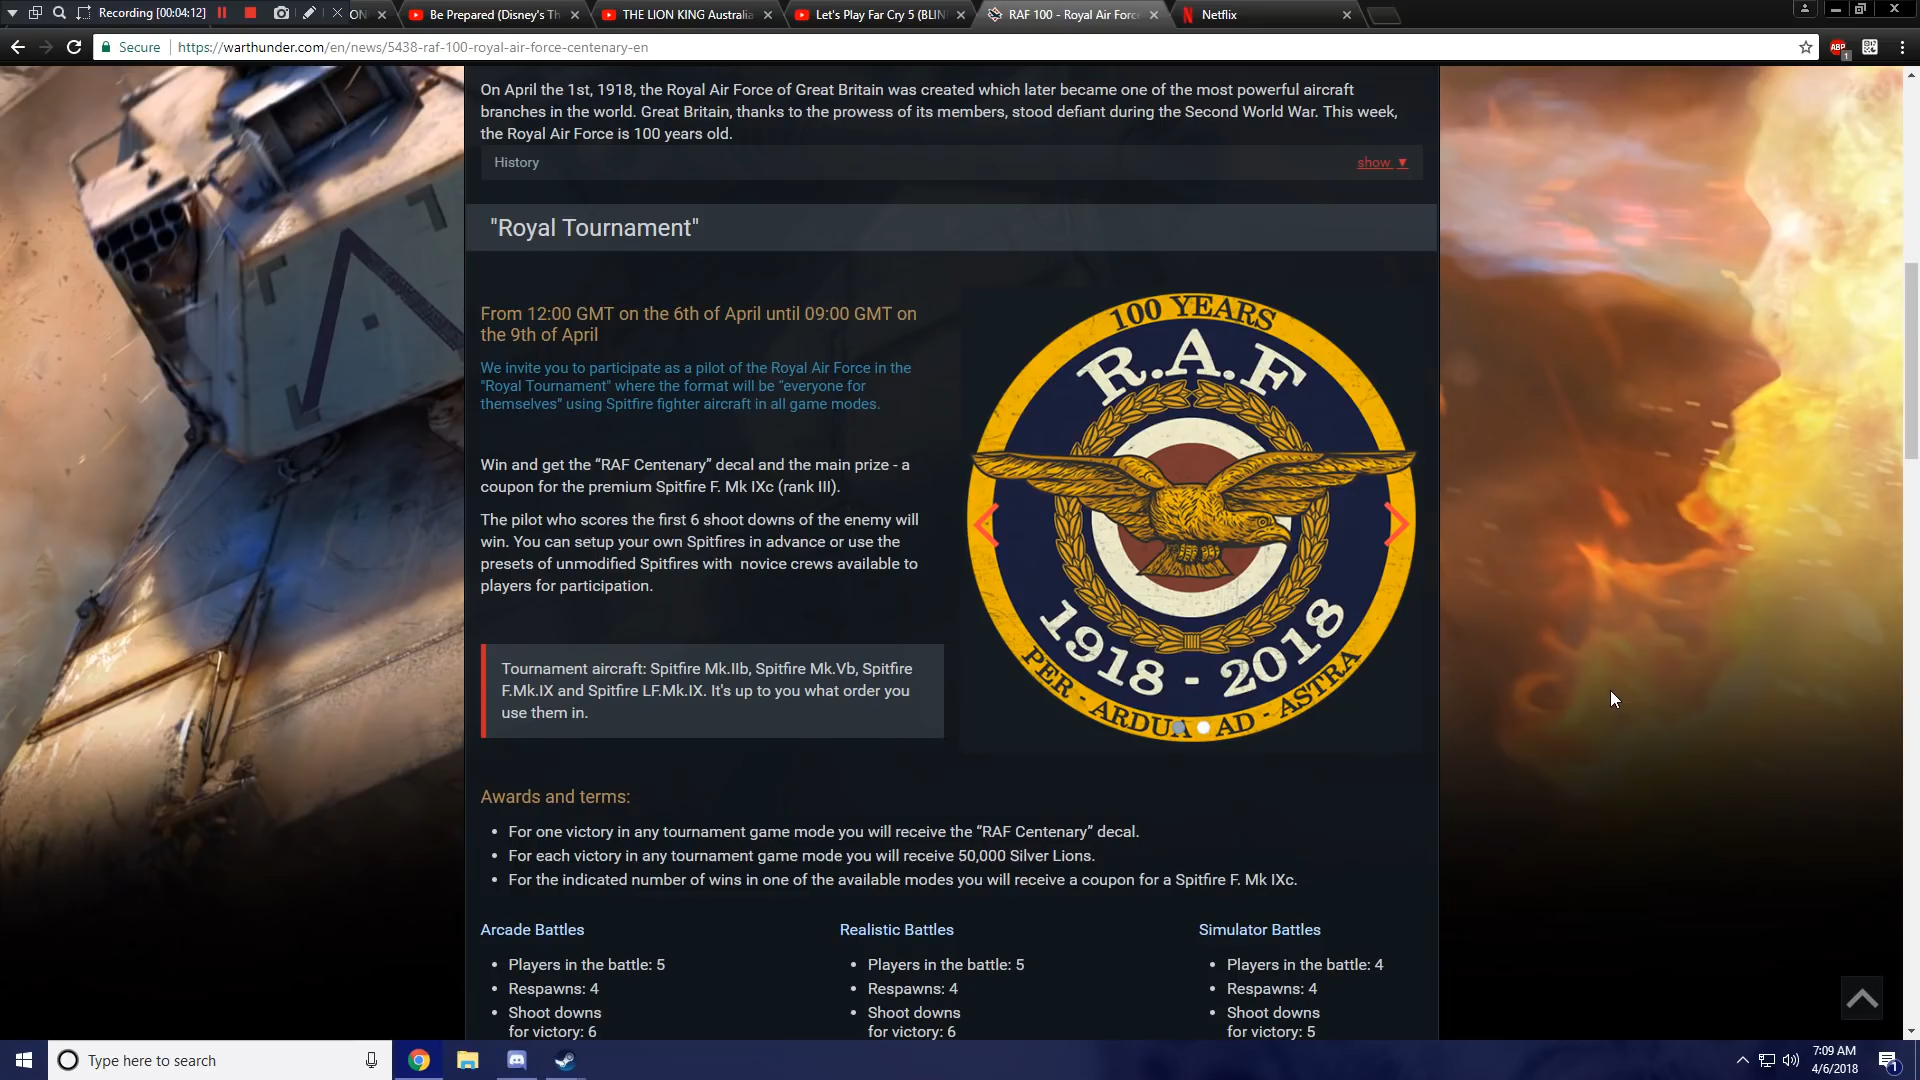 Recording [00:04:12]
ON
Be Prepared (Disney's Th
THE LION KING Australia
Let's Play Far Cry 5 (BLIN
RAF 100 - Royal Air Forc
Netflix
Secure
https://warthunder.com/en/news/5438-raf-100-royal-air-force-centenary-en
ABP
1
On April the 1st, 1918, the Royal Air Force of Great Britain was created which later became one of the most powerful aircraft
branches in the world. Great Britain, thanks to the prowess of its members, stood defiant during the Second World War. This week,
the Royal Air Force is 100 years old.
History
show ▼
"Royal Tournament"
From 12:00 GMT on the 6th of April until 09:00 GMT on
the 9th of April
We invite you to participate as a pilot of the Royal Air Force in the
"Royal Tournament" where the format will be “everyone for
themselves” using Spitfire fighter aircraft in all game modes.
Win and get the “RAF Centenary” decal and the main prize - a
coupon for the premium Spitfire F. Mk IXc (rank III).
The pilot who scores the first 6 shoot downs of the enemy will
win. You can setup your own Spitfires in advance or use the
presets of unmodified Spitfires with novice crews available to
players for participation.
Tournament aircraft: Spitfire Mk.IIb, Spitfire Mk.Vb, Spitfire
F.Mk.IX and Spitfire LF.Mk.IX. It's up to you what order you
use them in.
100 YEARS
R.A.F
1918 - 2018
PER - ARDUA AD - ASTRA
Awards and terms:
• For one victory in any tournament game mode you will receive the “RAF Centenary” decal.
• For each victory in any tournament game mode you will receive 50,000 Silver Lions.
• For the indicated number of wins in one of the available modes you will receive a coupon for a Spitfire F. Mk IXc.
Arcade Battles
• Players in the battle: 5
• Respawns: 4
• Shoot downs
for victory: 6
Realistic Battles
• Players in the battle: 5
• Respawns: 4
• Shoot downs
for victory: 6
Simulator Battles
• Players in the battle: 4
• Respawns: 4
• Shoot downs
for victory: 5
Type here to search
7:09 AM
4/6/2018
1